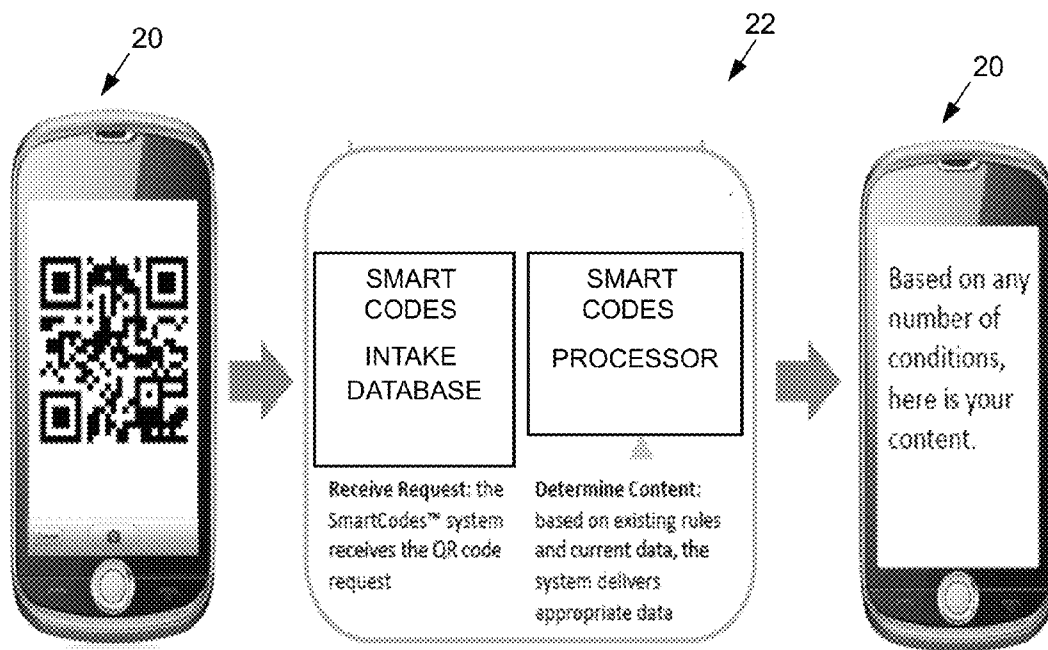 20
22
20
SMART
CODES
INTAKE
DATABASE
Receive Request: the
SmartCodes™ system
receives the QR code
request
SMART
CODES
PROCESSOR
Determine Content:
based on existing rules
and current data, the
system delivers
appropriate data
Based on any
number of
conditions,
here is your
content.